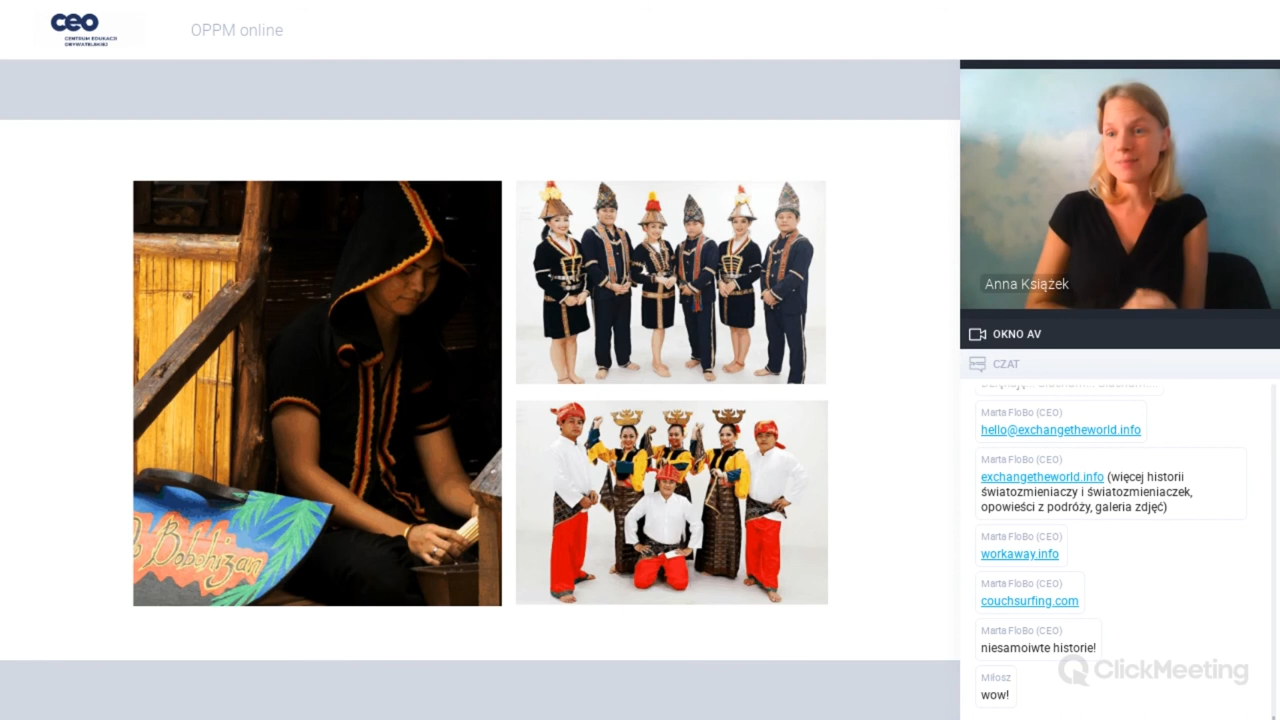 ceo
CENTRUM EDUKACJI
OBYWATELSKIEJ
OPPM online
Bobohizan
Anna Książek
OKNO AV
CZAT
Marta FloBo (CEO)
hello@exchangetheworld.info
Marta FloBo (CEO)
exchangetheworld.info (więcej historii
światozmieniaczy i światozmieniaczek,
opowieści z podróży, galeria zdjęć)
Marta FloBo (CEO)
workaway.info
Marta FloBo (CEO)
couchsurfing.com
Marta FloBo (CEO)
niesamoiwte historie!
ClickMeeting
Miłosz
wow!